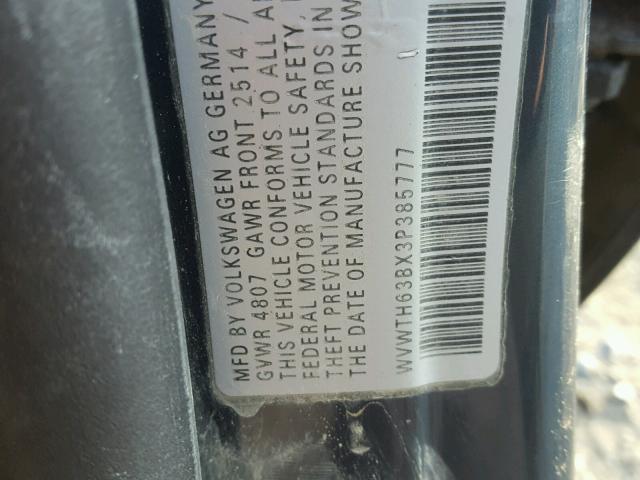 MFD BY VOLKSWAGEN AG GERMANY
GVWR 4807 GAWR FRONT 2514 /
THIS VEHICLE CONFORMS TO ALL
FEDERAL MOTOR VEHICLE SAFETY,
THEFT PREVENTION STANDARDS IN
THE DATE OF MANUFACTURE SHOW
WVWTH63BX3P385777